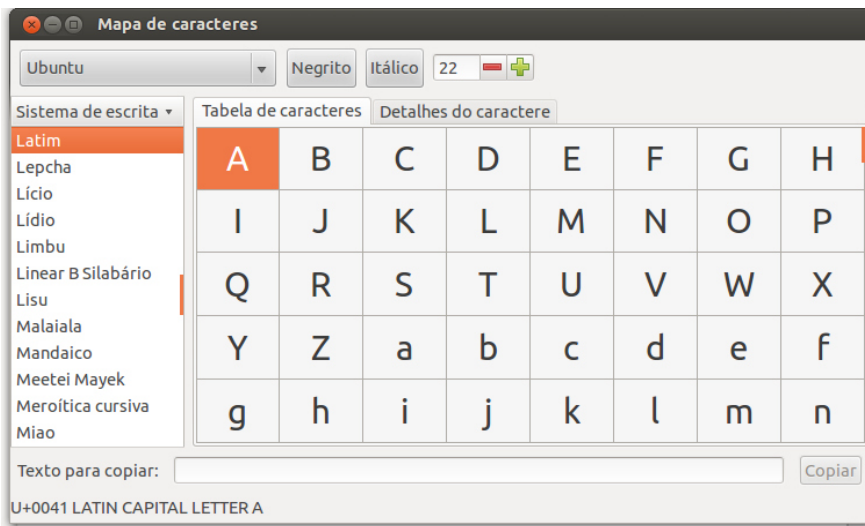 Mapa de caracteres
Ubuntu Negrito Itálico 22
Sistema de escrita Tabela de caracteres Detalhes do caractere
Latim
Lepcha
Lício
Lídio
Limbu
Linear B Silabário
Lisu
Malaiala
Mandaico
Meetei Mayek
Meroítica cursiva
Miao
A B C D E F G H
I J K L M N O P
Q R S T U V W X
Y Z a b c d e f
g h i j k l m n
Texto para copiar: Copiar
U+0041 LATIN CAPITAL LETTER A